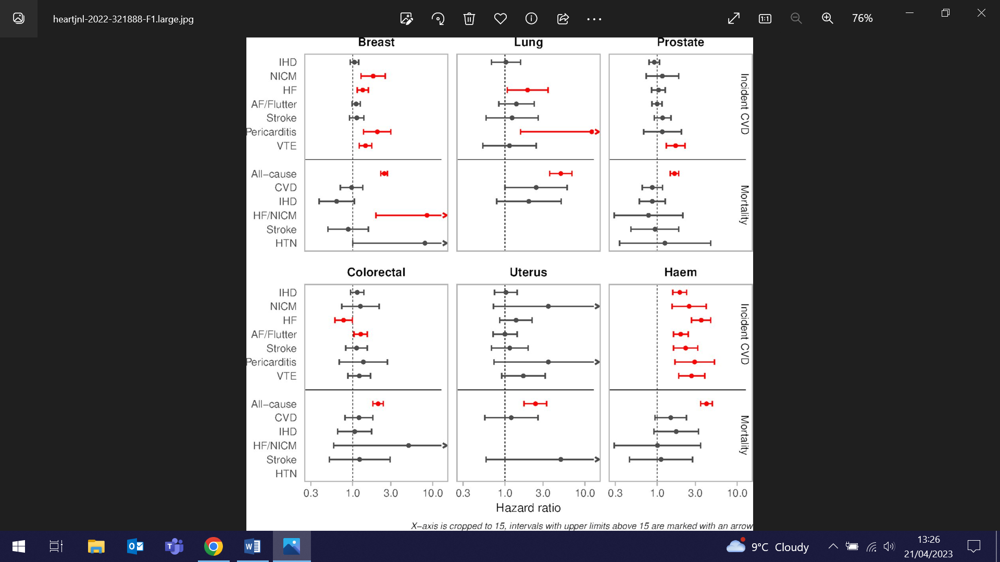 heartjnl-2022-321888-F1.large.jpg
76%
Breast Lung Prostate
IHD
NICM
HF
AF/Flutter
Stroke
Pericarditis
VTE
Incident CVD
All−cause
CVD
IHD
HF/NICM
Stroke
HTN
Mortality
Colorectal Uterus Haem
IHD
NICM
HF
AF/Flutter
Stroke
Pericarditis
VTE
Incident CVD
All−cause
CVD
IHD
HF/NICM
Stroke
HTN
Mortality
0.3 1.0 3.0 10.0 0.3 1.0 3.0 10.0 0.3 1.0 3.0 10.0
Hazard ratio
X−axis is cropped to 15, intervals with upper limits above 15 are marked with an arrow
9°C Cloudy
13:26
21/04/2023